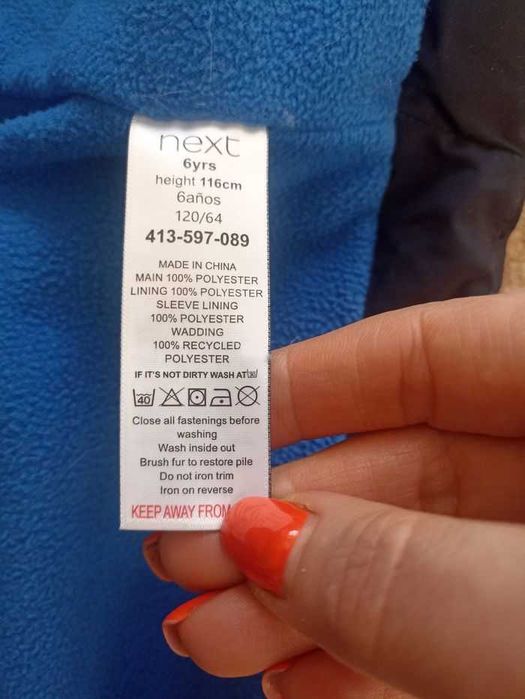 next
6yrs
height 116cm
6años
120/64
413-597-089
MADE IN CHINA
MAIN 100% POLYESTER
LINING 100% POLYESTER
SLEEVE LINING
100% POLYESTER
WADDING
100% RECYCLED
POLYESTER
IF IT'S NOT DIRTY WASH AT
40
Close all fastenings before
washing
Wash inside out
Brush fur to restore pile
Do not iron trim
Iron on reverse
KEEP AWAY FROM